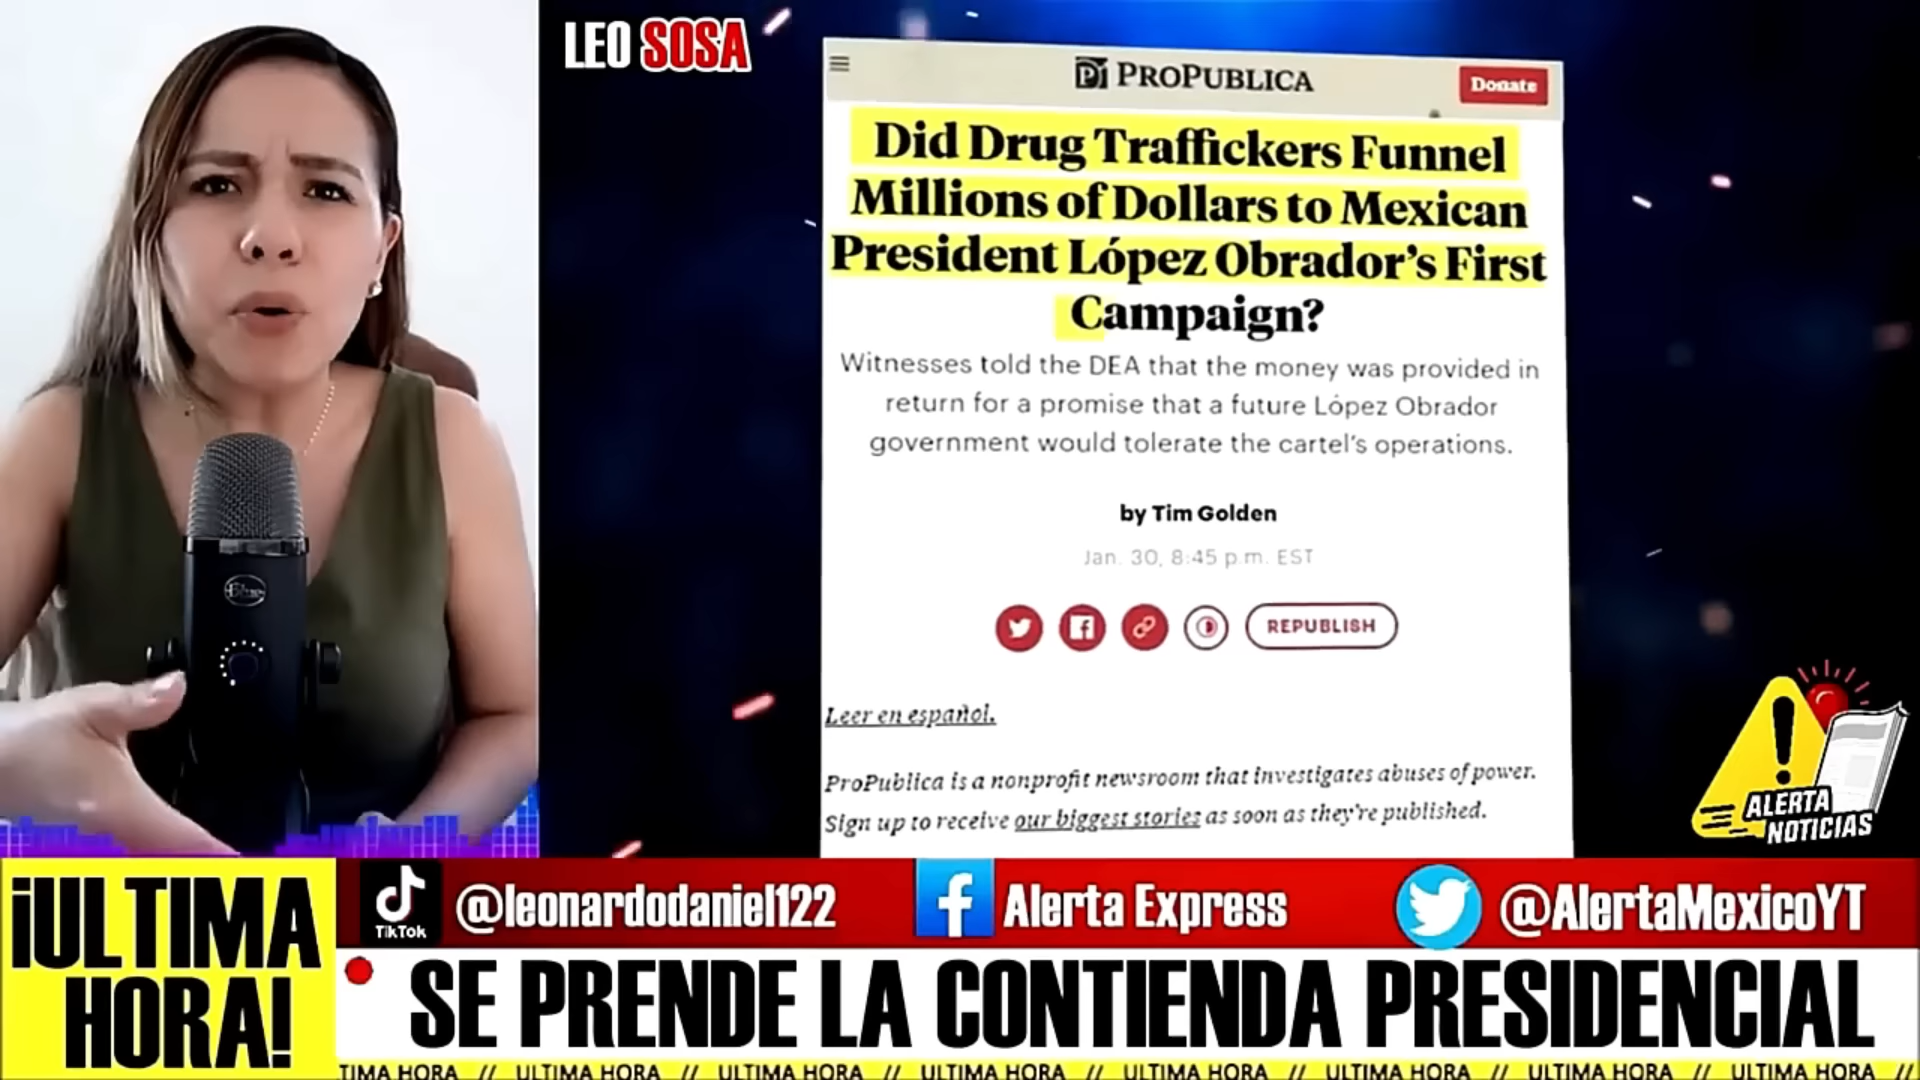 LEO SOSA
PROPUBLICA
Donate
Did Drug Traffickers Funnel
Millions of Dollars to Mexican
President López Obrador's First
Campaign?
Witnesses told the DEA that the money was provided in
return for a promise that a future López Obrador
government would tolerate the cartel's operations.
by Tim Golden
Jan. 30, 8:45 p.m. EST
REPUBLISH
Leer en español.
ProPublica is a nonprofit newsroom that investigates abuses of power.
Sign up to receive our biggest stories as soon as they're published.
Blue
ALERTA
NOTICIAS
¡ULTIMA
HORA!
TikTok
@leonardodaniel122
Alerta Express
@AlertaMexicoYT
SE PRENDE LA CONTIENDA PRESIDENCIAL
TIMA HORA // ULTIMA HORA // ULTIMA HORA // ULTIMA HORA // ULTIMA HORA // ULTIMA HORA // ULTIMA HORA // ULTIMA HORA //